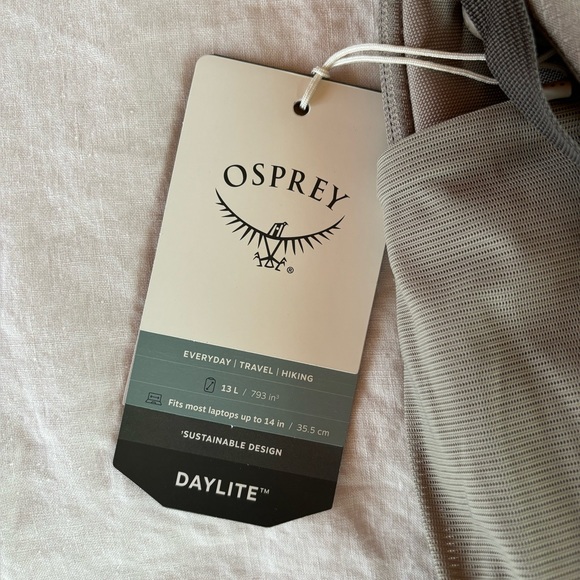 OSPREY
®
EVERYDAY | TRAVEL | HIKING
13 L / 793 in³
Fits most laptops up to 14 in / 35.5 cm
'SUSTAINABLE DESIGN
DAYLITE™